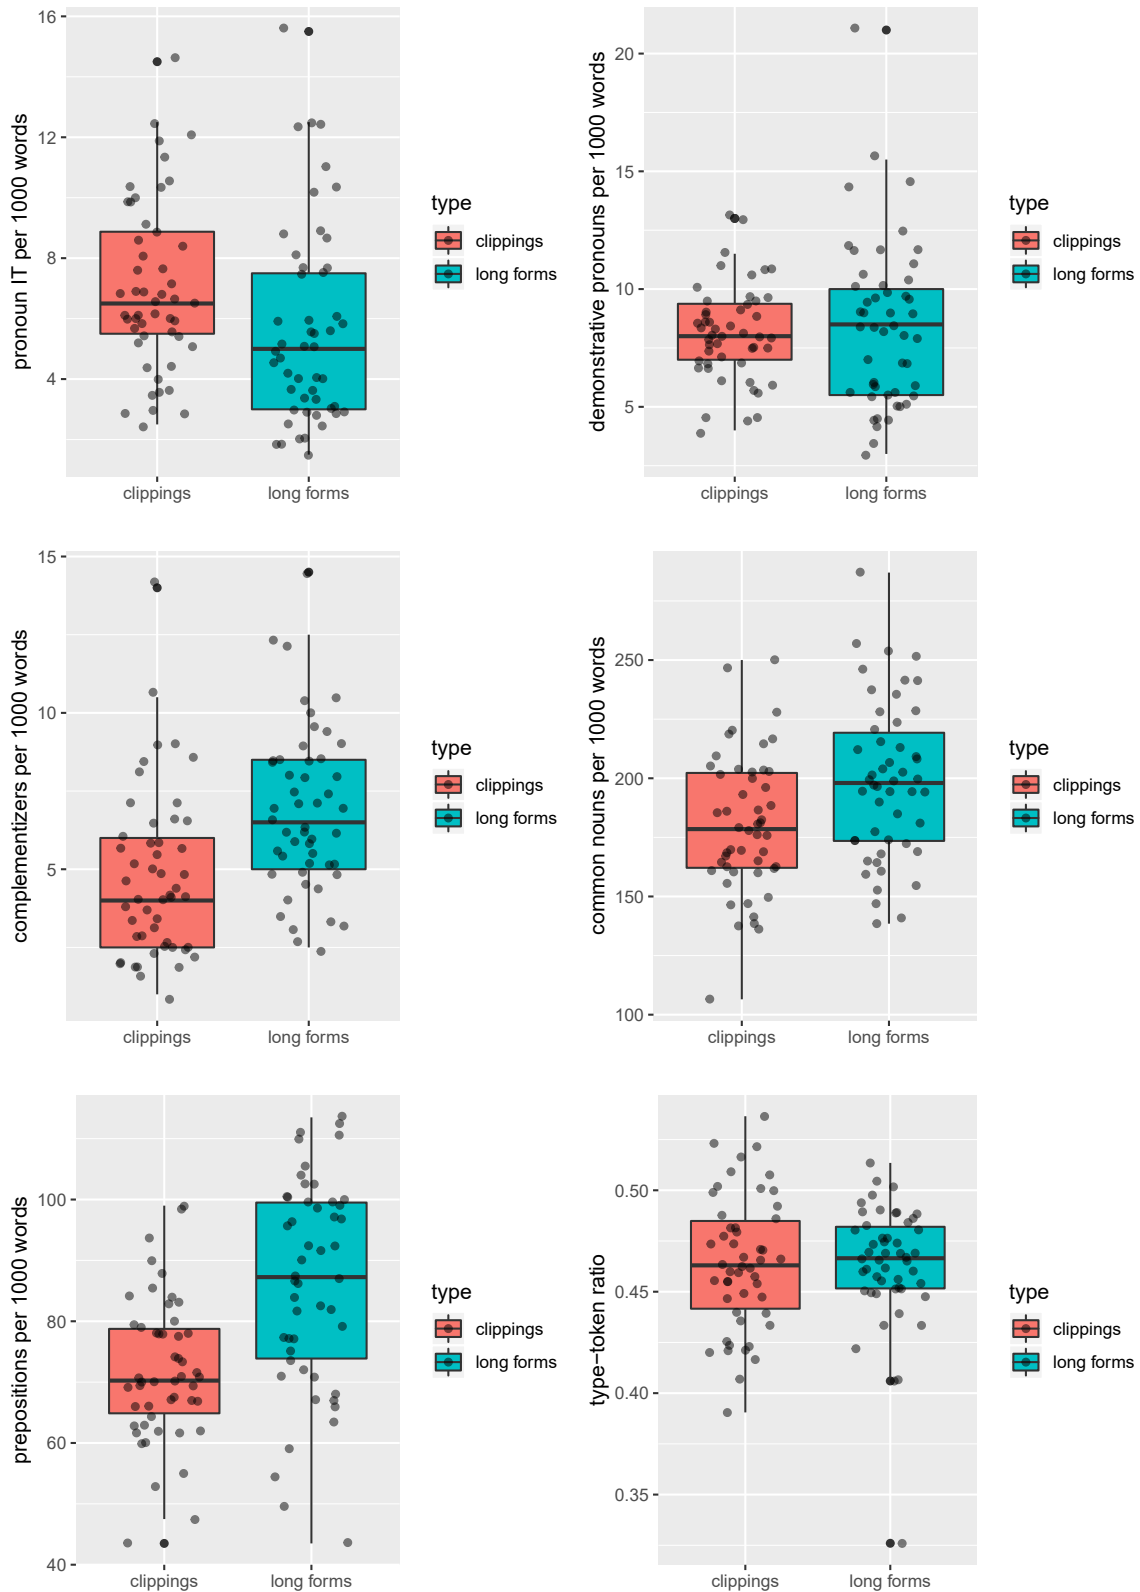 pronoun IT per 1000 words
16
12
8
4
clippings
long forms
type
clippings
long forms
demonstrative pronouns per 1000 words
20
15
10
5
clippings
long forms
type
clippings
long forms
complementizers per 1000 words
15
10
5
clippings
long forms
type
clippings
long forms
common nouns per 1000 words
250
200
150
100
clippings
long forms
type
clippings
long forms
prepositions per 1000 words
100
80
60
40
clippings
long forms
type
clippings
long forms
type−token ratio
0.50
0.45
0.40
0.35
clippings
long forms
type
clippings
long forms